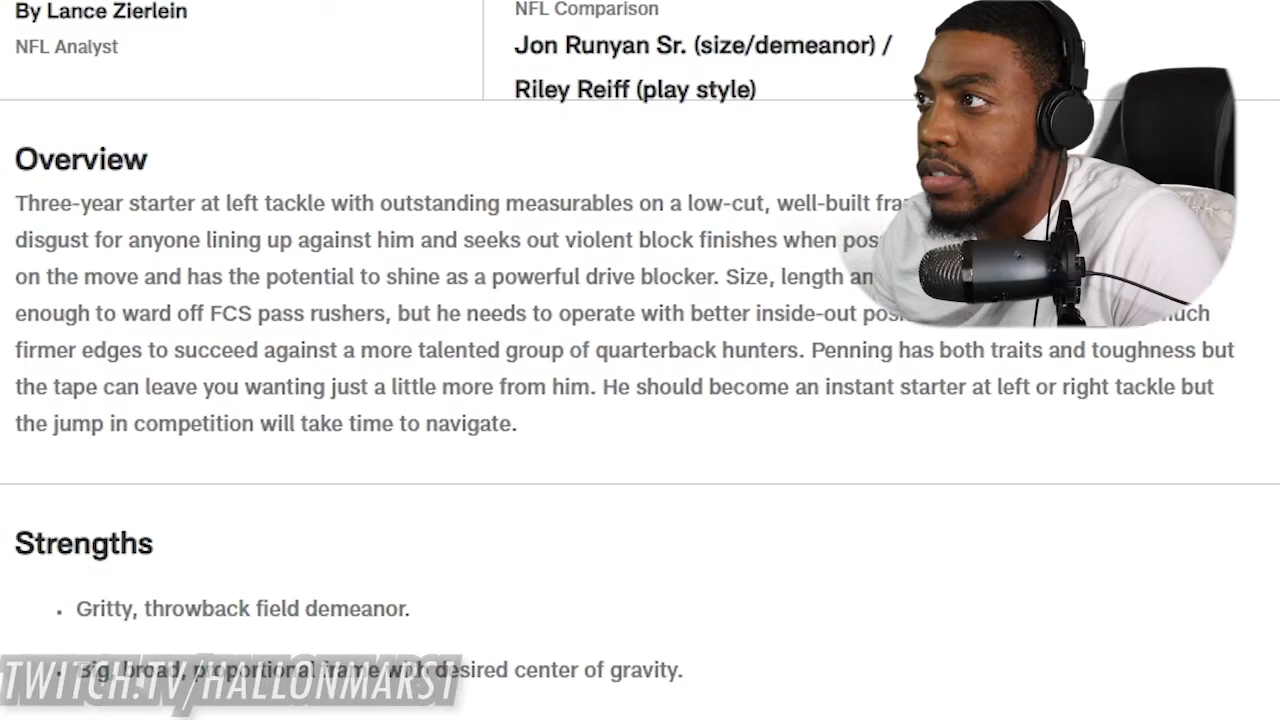 By Lance Zierlein
NFL Analyst
NFL Comparison
Jon Runyan Sr. (size/demeanor) /
Riley Reiff (play style)
Overview
Three-year starter at left tackle with outstanding measurables on a low-cut, well-built
disgust for anyone lining up against him and seeks out violent block finishes when
on the move and has the potential to shine as a powerful drive blocker. Size, length
enough to ward off FCS pass rushers, but he needs to operate with better inside-out
firmer edges to succeed against a more talented group of quarterback hunters. Penning has both traits and toughness but
the tape can leave you wanting just a little more from him. He should become an instant starter at left or right tackle but
the jump in competition will take time to navigate.
Strengths
• Gritty, throwback field demeanor.
• Big, broad, proportional frame with desired center of gravity.
TWITCH.TV/HALLONMARS1